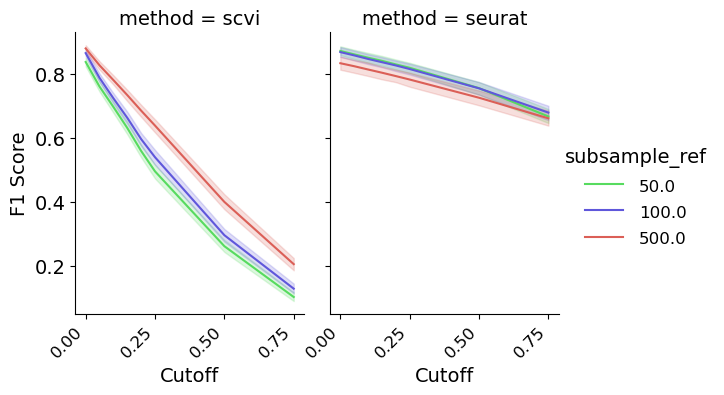 method = scvi
method = seurat
F1 Score
0.8
0.6
0.4
0.2
0.00
0.25
0.50
0.75
Cutoff
0.00
0.25
0.50
0.75
Cutoff
subsample_ref
50.0
100.0
500.0